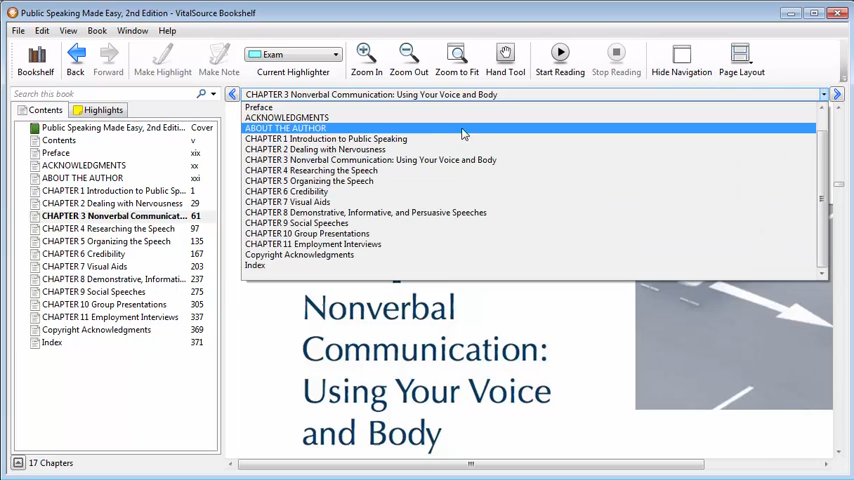 Public Speaking Made Easy, 2nd Edition - VitalSource Bookshelf
File Edit View Book Window Help
Exam
Bookshelf Back Forward Make Highlight Make Note Current Highlighter Zoom In Zoom Out Zoom to Fit Hand Tool Start Reading Stop Reading Hide Navigation Page Layout
Search this book
CHAPTER 3 Nonverbal Communication: Using Your Voice and Body
Contents Highlights
Public Speaking Made Easy, 2nd Editi... Cover
Contents v
Preface xix
ACKNOWLEDGMENTS xx
ABOUT THE AUTHOR xxi
CHAPTER 1 Introduction to Public Sp... 1
CHAPTER 2 Dealing with Nervousness 29
CHAPTER 3 Nonverbal Communicat... 61
CHAPTER 4 Researching the Speech 97
CHAPTER 5 Organizing the Speech 135
CHAPTER 6 Credibility 171
CHAPTER 7 Visual Aids 203
CHAPTER 8 Demonstrative, Informati... 237
CHAPTER 9 Social Speeches 275
CHAPTER 10 Group Presentations 305
CHAPTER 11 Employment Interviews 337
Copyright Acknowledgments 369
Index 371
17 Chapters
Preface
ACKNOWLEDGMENTS
ABOUT THE AUTHOR
CHAPTER 1 Introduction to Public Speaking
CHAPTER 2 Dealing with Nervousness
CHAPTER 3 Nonverbal Communication: Using Your Voice and Body
CHAPTER 4 Researching the Speech
CHAPTER 5 Organizing the Speech
CHAPTER 6 Credibility
CHAPTER 7 Visual Aids
CHAPTER 8 Demonstrative, Informative, and Persuasive Speeches
CHAPTER 9 Social Speeches
CHAPTER 10 Group Presentations
CHAPTER 11 Employment Interviews
Copyright Acknowledgments
Index
Nonverbal
Communication:
Using Your Voice
and Body